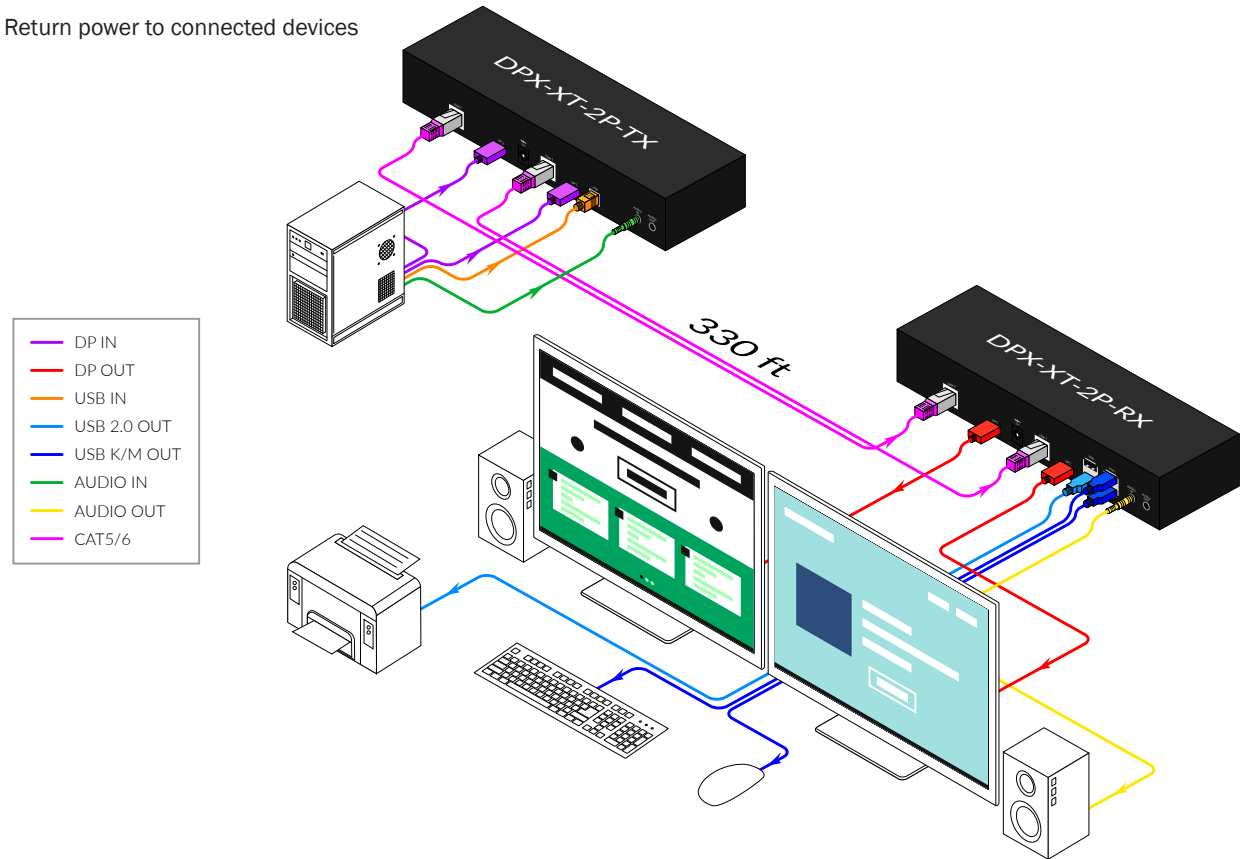 Return power to connected devices
DPX-XT-2P-TX
330 ft
DPX-XT-2P-RX
DP IN
DP OUT
USB IN
USB 2.0 OUT
USB K/M OUT
AUDIO IN
AUDIO OUT
CAT5/6